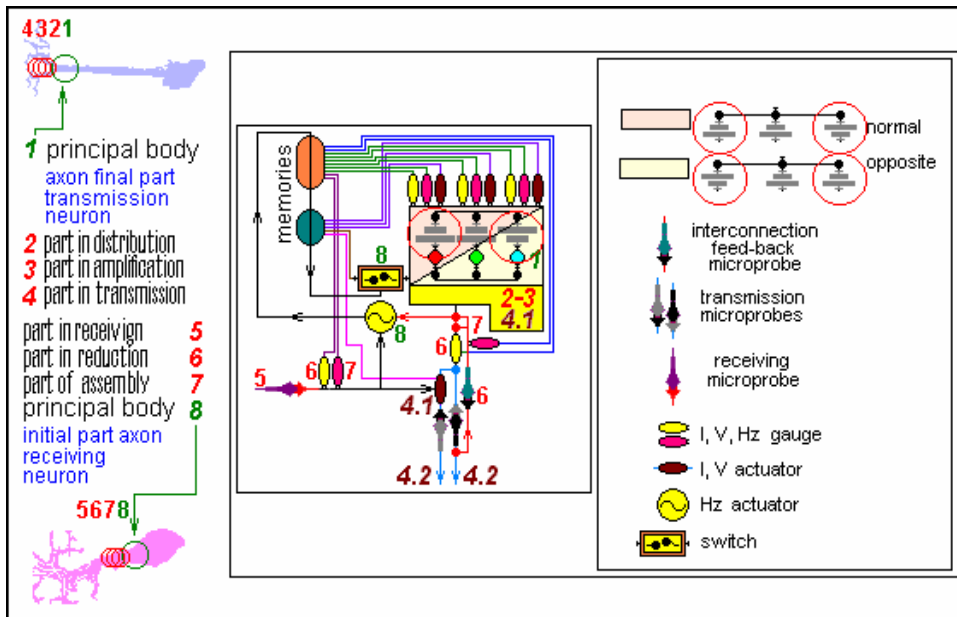 4321
1 principal body
axon final part
transmission
neuron
2 part in distribution
3 part in amplification
4 part in transmission
part in receivign 5
part in reduction 6
part of assembly 7
principal body 8
initial part axon
receiving
neuron
5678
memories
8
1
2-3
4.1
8
7
6
6
7
5
6
4.1
4.2
4.2
normal
opposite
interconnection
feed-back
microprobe
transmission
microprobes
receiving
microprobe
I, V, Hz gauge
I, V actuator
Hz actuator
switch